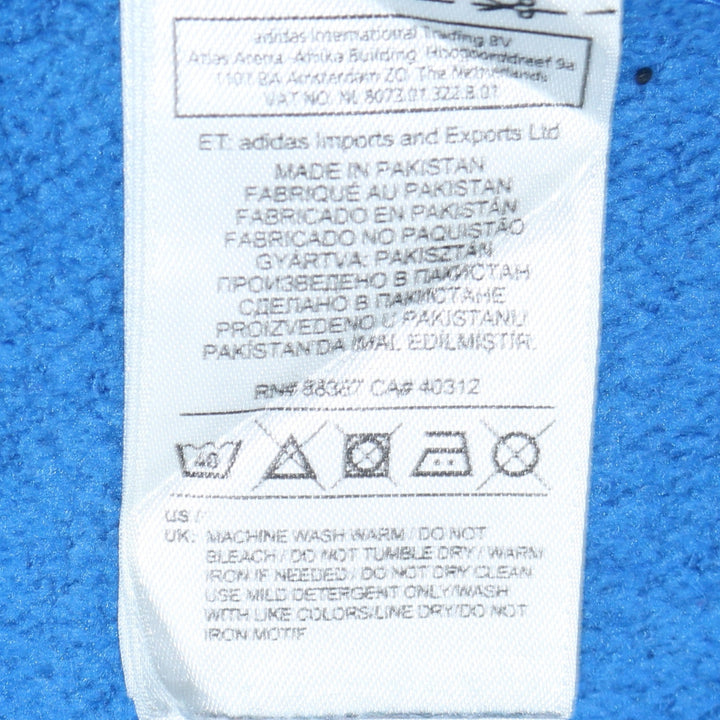 adidas International Trading BV
Atlas Arena -Afrika Building, Hoogoorddreef 9a
1107 BA Amsterdam ZO, The Netherlands
VAT NO. NL 8073.01.322.B.01
ET: adidas Imports and Exports Ltd
MADE IN PAKISTAN
FABRIQUÉ AU PAKISTAN
FABRICADO EN PAKISTÁN
FABRICADO NO PAQUISTÃO
GYÁRTVA: PAKISZTÁN
ПРОИЗВЕДЕНО В ПАКИСТАН
СДЕЛАНО В ПАКИСТАНЕ
PROIZVEDENO U PAKISTANU
PAKİSTAN'DA İMAL EDİLMİŞTİR.
RN# 88387 CA# 40312
40
US /
UK: MACHINE WASH WARM / DO NOT
BLEACH / DO NOT TUMBLE DRY / WARM
IRON IF NEEDED / DO NOT DRY CLEAN
USE MILD DETERGENT ONLY/WASH
WITH LIKE COLORS/LINE DRY/DO NOT
IRON MOTIF